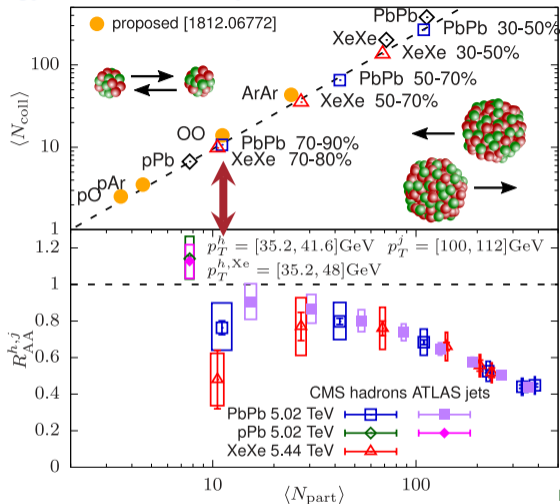 proposed [1812.06772]
PbPb
XeXe
PbPb 30-50%
XeXe 30-50%
PbPb 50-70%
ArAr
XeXe 50-70%
OO
PbPb 70-90%
XeXe 70-80%
pPb
pAr
pO
⟨N_coll⟩
100
10
1
p_T^h = [35.2, 41.6]GeV p_T^j = [100, 112]GeV
p_T^{h,Xe} = [35.2, 48]GeV
R_AA^{h,j}
1.2
1
0.8
0.6
0.4
0.2
0
CMS hadrons ATLAS jets
PbPb 5.02 TeV
pPb 5.02 TeV
XeXe 5.44 TeV
10 100
⟨N_part⟩